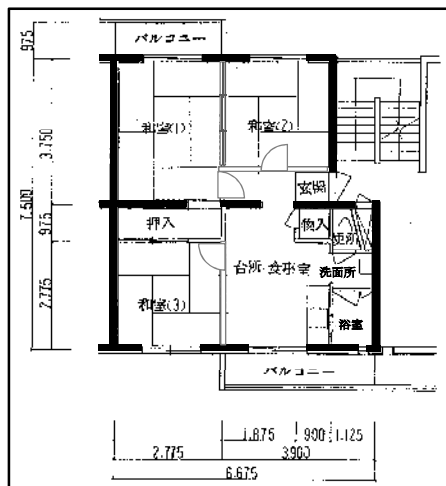 バルコニー
975
和室(1)
和室(2)
3.750
玄関
7.500
押入
物入
便所
975
台所・食事室
洗面所
2.775
和室(3)
浴室
バルコニー
1.875
900
1.125
2.775
3.900
6.675